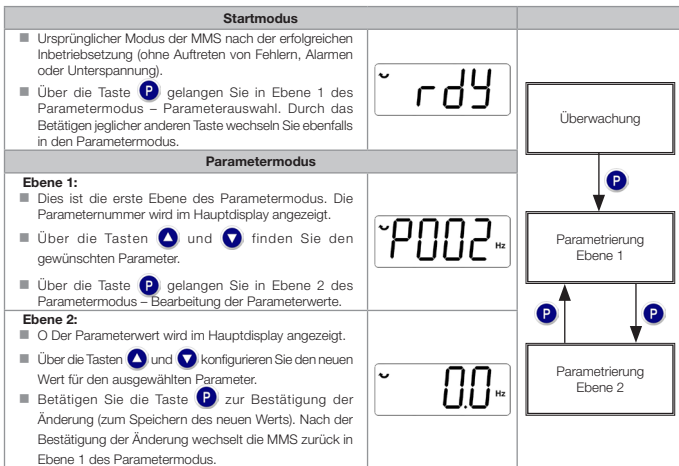 Startmodus
■ Ursprünglicher Modus der MMS nach der erfolgreichen
Inbetriebsetzung (ohne Auftreten von Fehlern, Alarmen
oder Unterspannung).
■ Über die Taste P gelangen Sie in Ebene 1 des
Parametermodus – Parameterauswahl. Durch das
Betätigen jeglicher anderen Taste wechseln Sie ebenfalls
in den Parametermodus.
rdy
Parametermodus
Ebene 1:
■ Dies ist die erste Ebene des Parametermodus. Die
Parameternummer wird im Hauptdisplay angezeigt.
■ Über die Tasten und finden Sie den
gewünschten Parameter.
■ Über die Taste P gelangen Sie in Ebene 2 des
Parametermodus – Bearbeitung der Parameterwerte.
P002 Hz
Ebene 2:
■ O Der Parameterwert wird im Hauptdisplay angezeigt.
■ Über die Tasten und konfigurieren Sie den neuen
Wert für den ausgewählten Parameter.
■ Betätigen Sie die Taste P zur Bestätigung der
Änderung (zum Speichern des neuen Werts). Nach der
Bestätigung der Änderung wechselt die MMS zurück in
Ebene 1 des Parametermodus.
0.0 Hz
Überwachung
P
Parametrierung
Ebene 1
P P
Parametrierung
Ebene 2